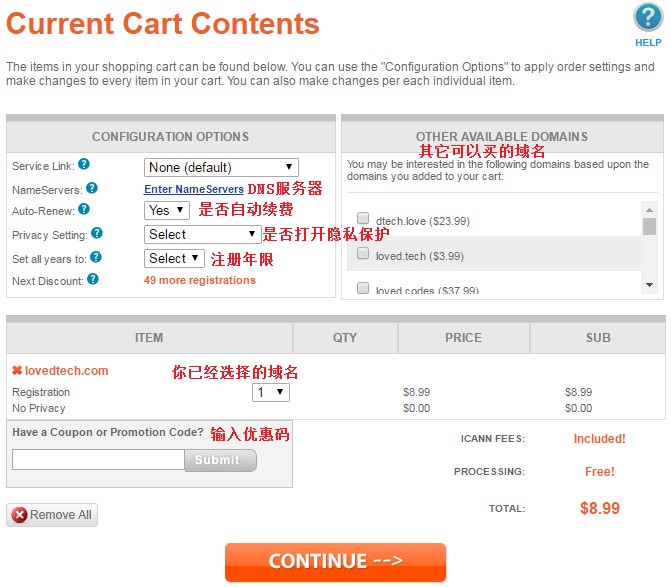 Current Cart Contents
?
HELP
The items in your shopping cart can be found below. You can use the "Configuration Options" to apply order settings and
make changes to every item in your cart. You can also make changes per each individual item.
CONFIGURATION OPTIONS
Service Link: ? None (default)
NameServers: ? Enter NameServers DNS服务器
Auto-Renew: ? Yes 是否自动续费
Privacy Setting: ? Select 是否打开隐私保护
Set all years to: ? Select 注册年限
Next Discount: ? 49 more registrations
OTHER AVAILABLE DOMAINS
其它可以买的域名
You may be interested in the following domains based upon the
domains you added to your cart:
dtech.love ($23.99)
loved.tech ($3.99)
loved.codes ($37.99)
ITEM QTY PRICE SUB
lovedtech.com 你已经选择的域名
Registration 1 $8.99 $8.99
No Privacy $0.00 $0.00
Have a Coupon or Promotion Code? 输入优惠码
Submit
ICANN FEES: Included!
PROCESSING: Free!
TOTAL: $8.99
Remove All
CONTINUE -->